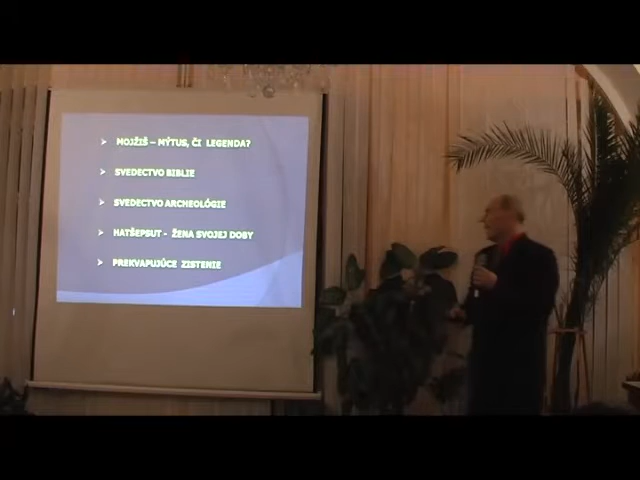 MOJŽIŠ – MÝTUS, ČI LEGENDA?
SVEDECTVO BIBLIE
SVEDECTVO ARCHEOLÓGIE
HATŠEPSUT - ŽENA SVOJEJ DOBY
PREKVAPUJÚCE ZISTENIE